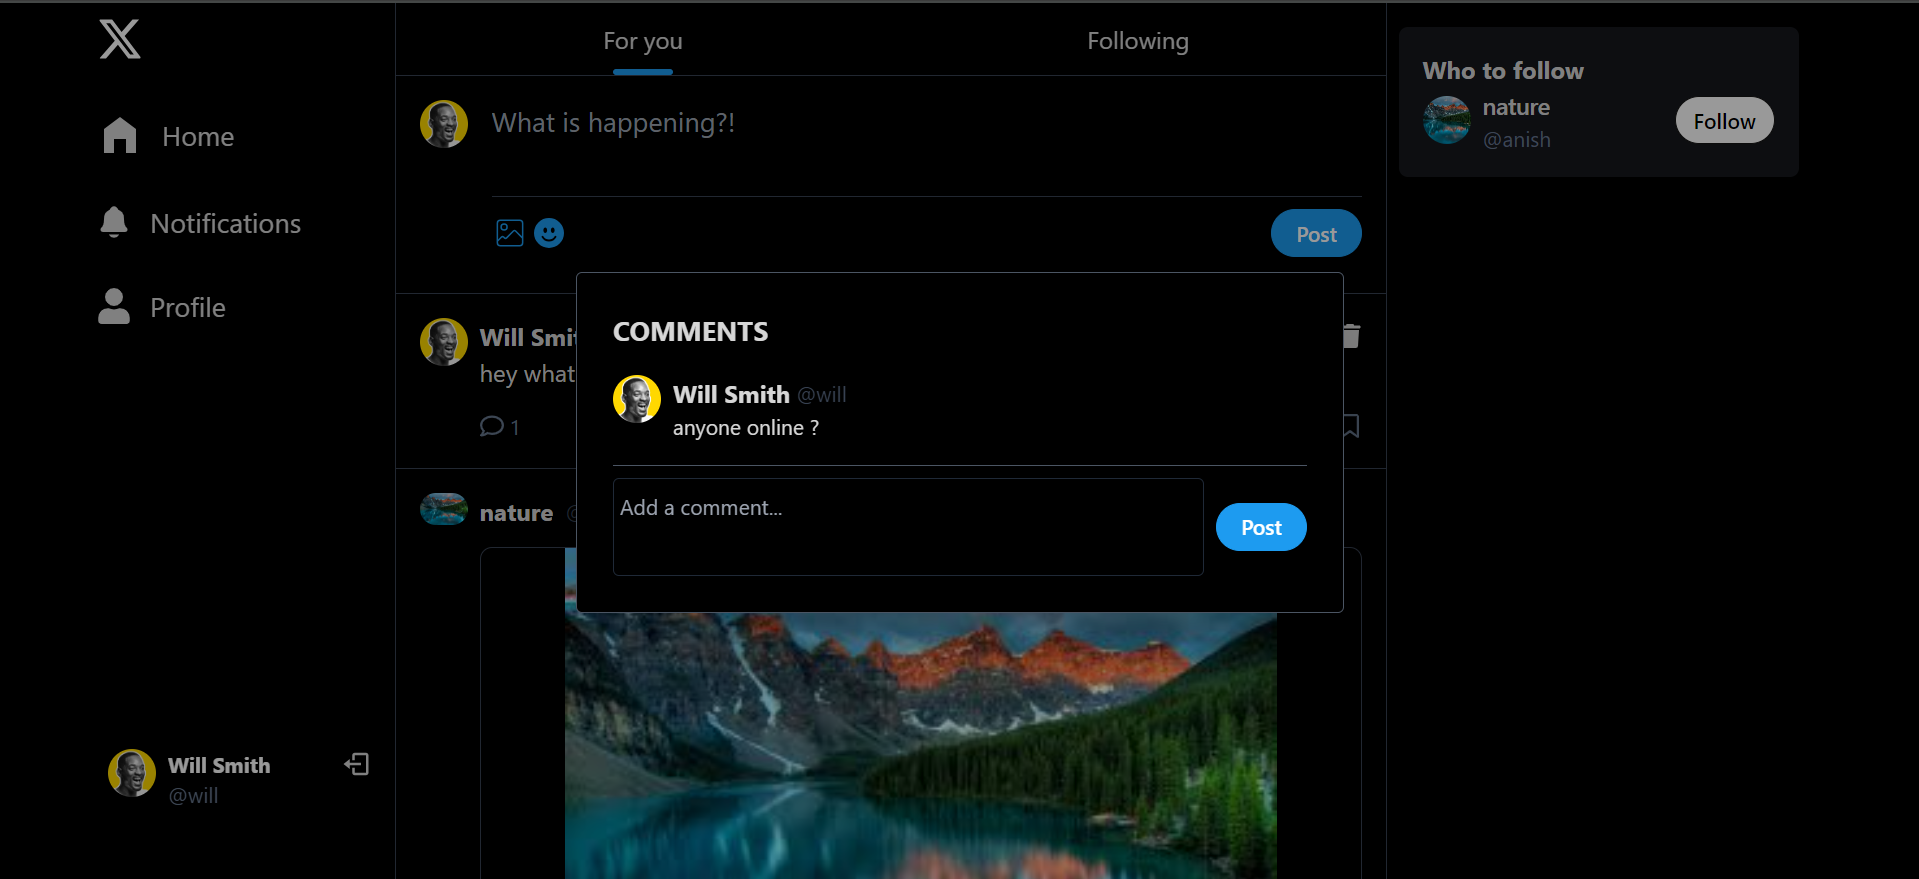 Home
Notifications
Profile
Will Smith
@will
For you
Following
What is happening?!
Post
Will
hey what
1
nature
COMMENTS
Will Smith @will
anyone online ?
Add a comment...
Post
Who to follow
nature
@anish
Follow